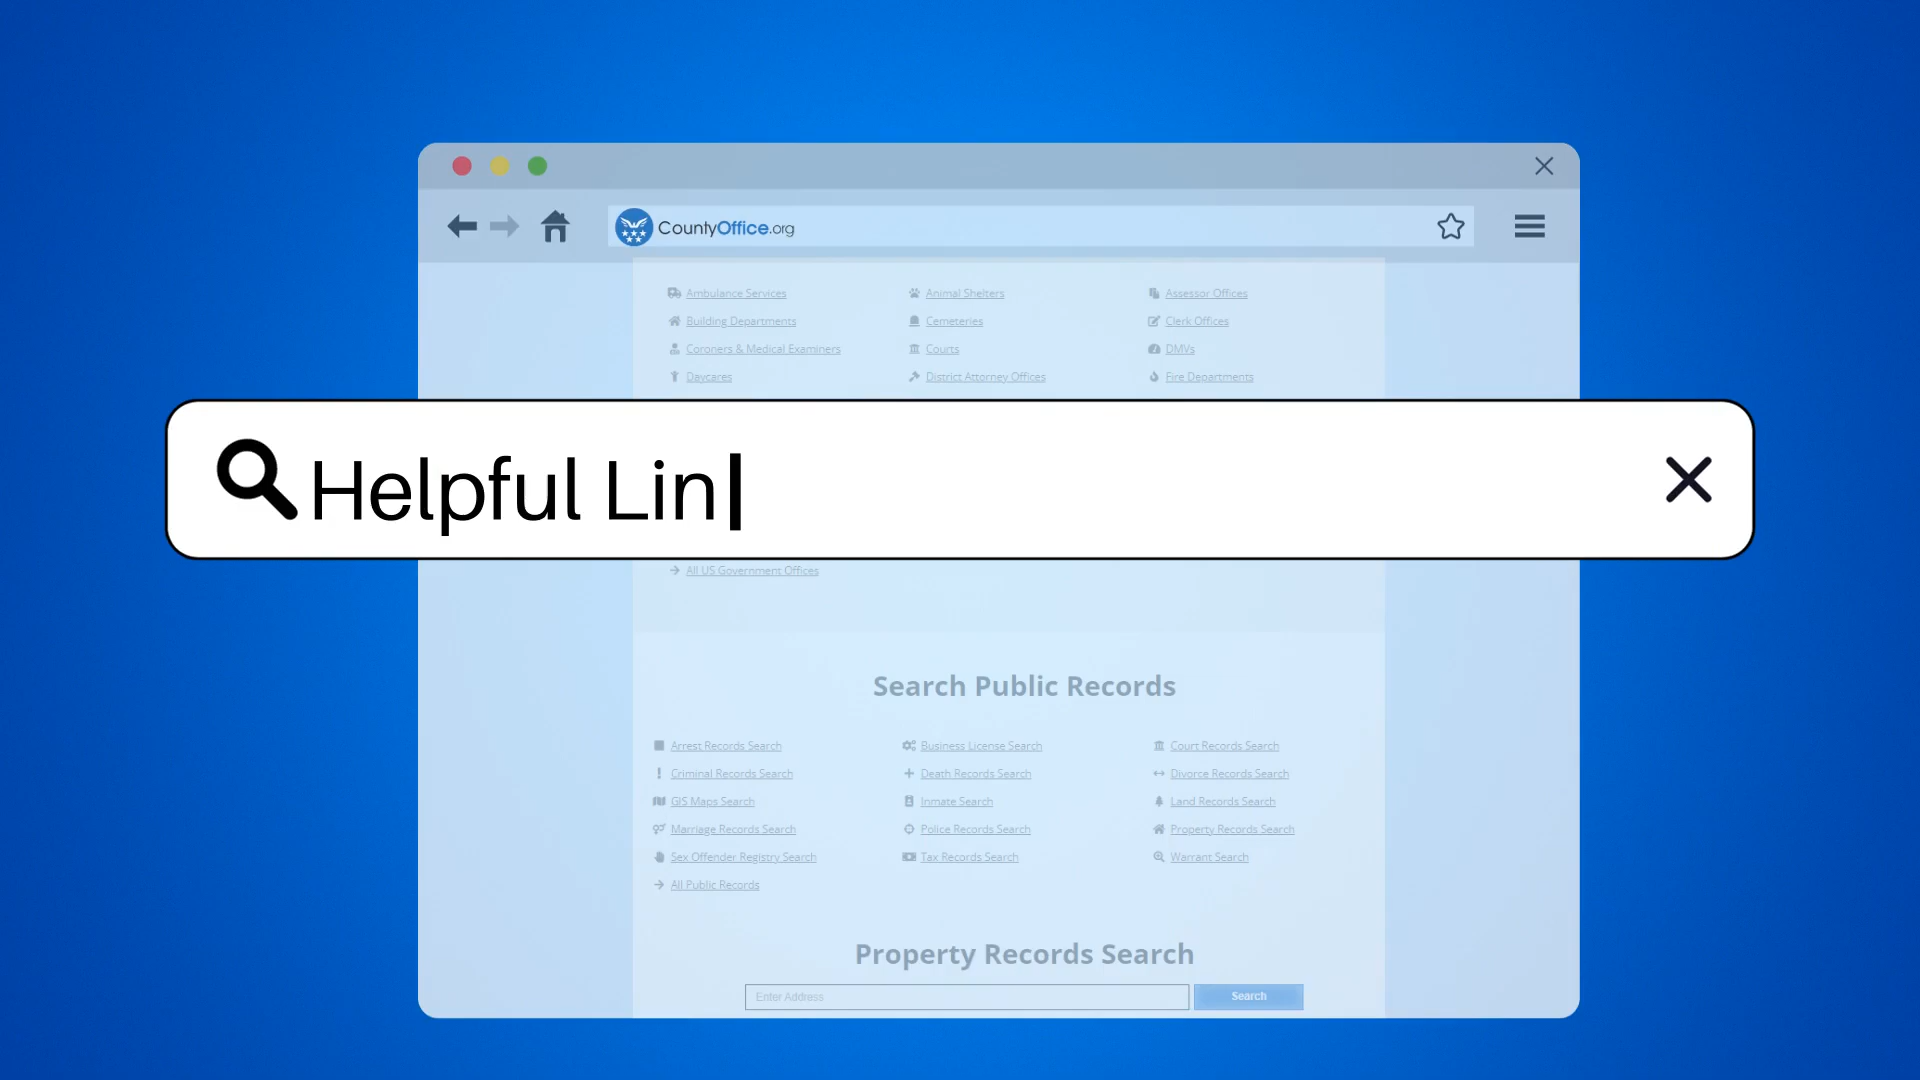 CountyOffice.org
Ambulance Services Animal Shelters Assessor Offices
Building Departments Cemeteries Clerk Offices
Coroners & Medical Examiners Courts DMVs
Daycares District Attorney Offices Fire Departments
Helpful Lin
All US Government Offices
Search Public Records
Arrest Records Search Business License Search Court Records Search
Criminal Records Search Death Records Search Divorce Records Search
GIS Maps Search Inmate Search Land Records Search
Marriage Records Search Police Records Search Property Records Search
Sex Offender Registry Search Tax Records Search Warrant Search
All Public Records
Property Records Search
Enter Address Search